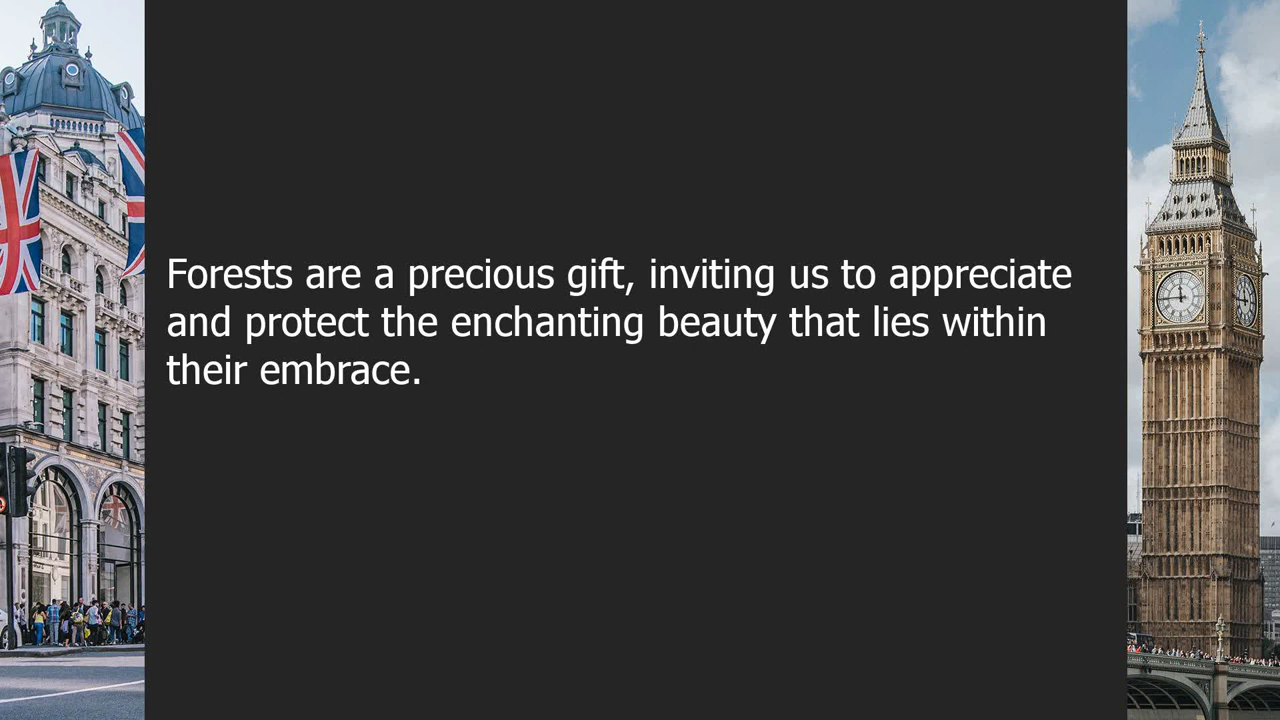 Forests are a precious gift, inviting us to appreciate
and protect the enchanting beauty that lies within
their embrace.